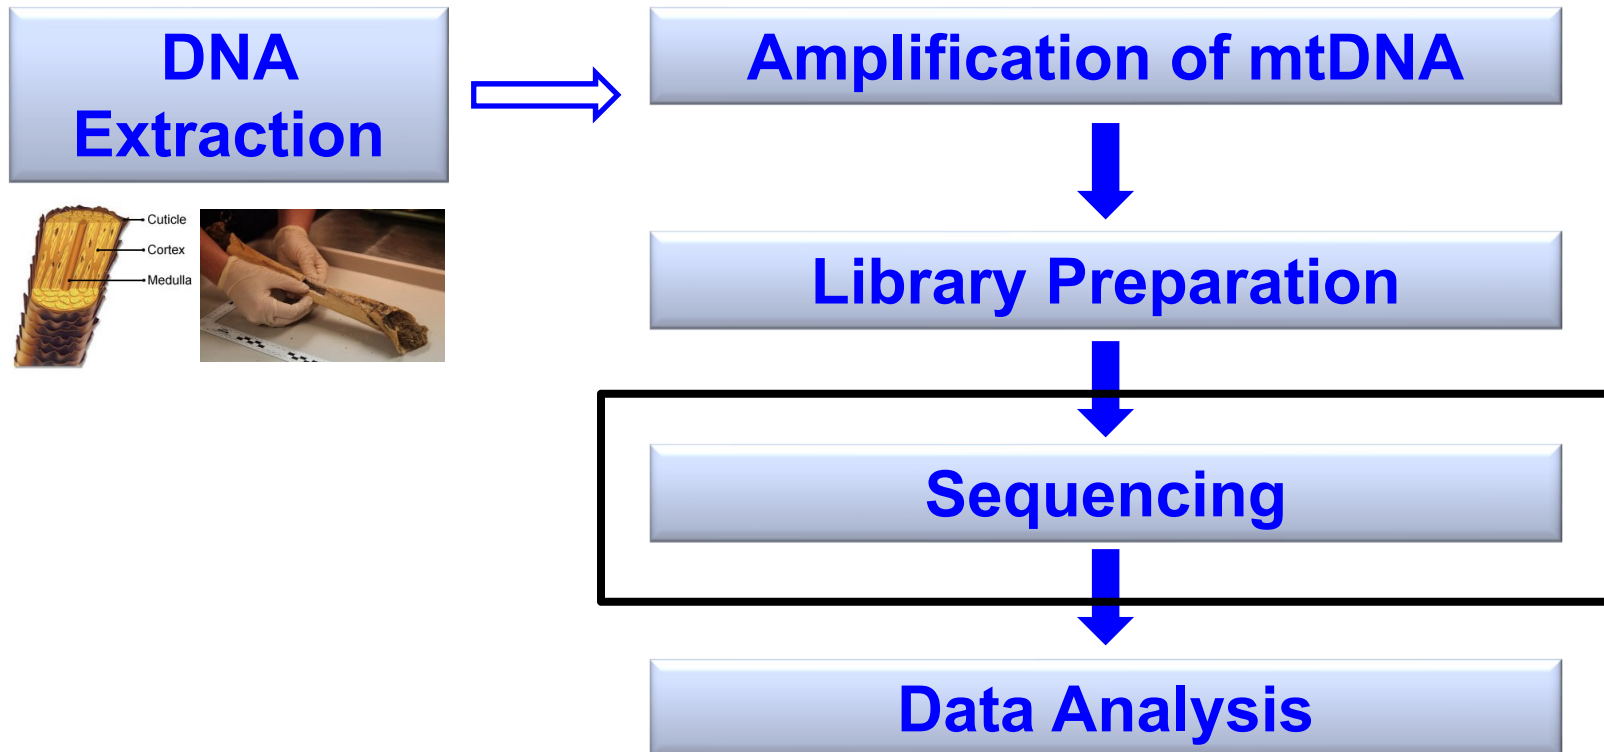 DNA
Extraction
Amplification of mtDNA
Cuticle
Cortex
Medulla
Library Preparation
Sequencing
Data Analysis